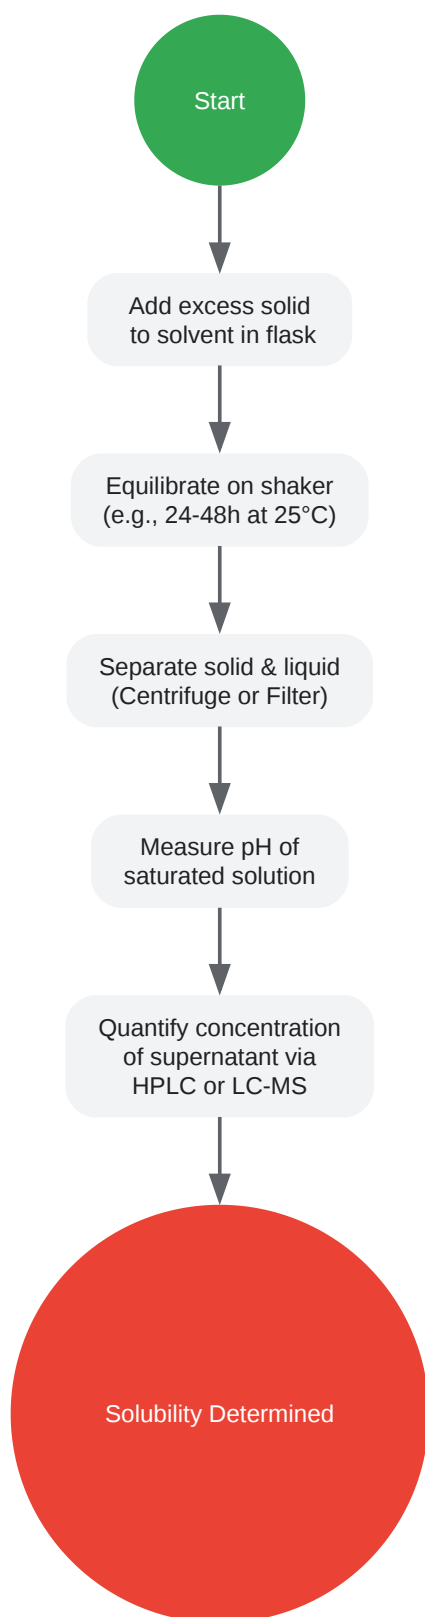 Start
Add excess solid
to solvent in flask
Equilibrate on shaker
(e.g., 24-48h at 25°C)
Separate solid & liquid
(Centrifuge or Filter)
Measure pH of
saturated solution
Quantify concentration
of supernatant via
HPLC or LC-MS
Solubility Determined